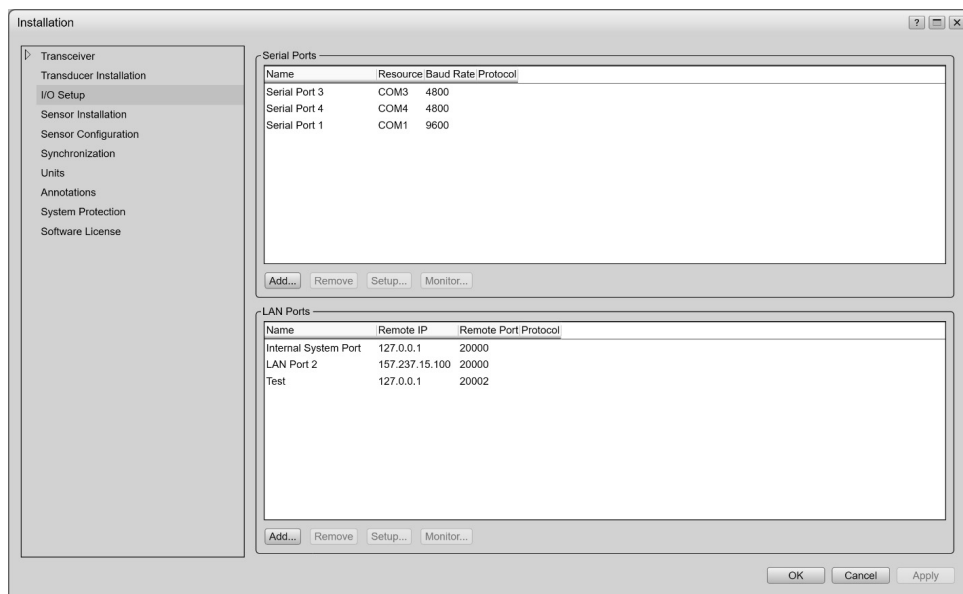 Installation
?
Transceiver
Transducer Installation
I/O Setup
Sensor Installation
Sensor Configuration
Synchronization
Units
Annotations
System Protection
Software License
Serial Ports
Name Resource Baud Rate Protocol
Serial Port 3 COM3 4800
Serial Port 4 COM4 4800
Serial Port 1 COM1 9600
Add... Remove Setup... Monitor...
LAN Ports
Name Remote IP Remote Port Protocol
Internal System Port 127.0.0.1 20000
LAN Port 2 157.237.15.100 20000
Test 127.0.0.1 20002
Add... Remove Setup... Monitor...
OK Cancel Apply